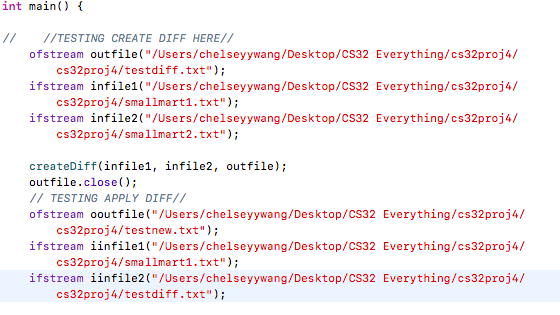 int main() {
//    //TESTING CREATE DIFF HERE//
ofstream outfile("/Users/chelseyywang/Desktop/CS32 Everything/cs32proj4/
cs32proj4/testdiff.txt");
ifstream infile1("/Users/chelseyywang/Desktop/CS32 Everything/cs32proj4/
cs32proj4/smallmart1.txt");
ifstream infile2("/Users/chelseyywang/Desktop/CS32 Everything/cs32proj4/
cs32proj4/smallmart2.txt");
createDiff(infile1, infile2, outfile);
outfile.close();
// TESTING APPLY DIFF//
ofstream ooutfile("/Users/chelseyywang/Desktop/CS32 Everything/cs32proj4/
cs32proj4/testnew.txt");
ifstream iinfile1("/Users/chelseyywang/Desktop/CS32 Everything/cs32proj4/
cs32proj4/smallmart1.txt");
ifstream iinfile2("/Users/chelseyywang/Desktop/CS32 Everything/cs32proj4/
cs32proj4/testdiff.txt");